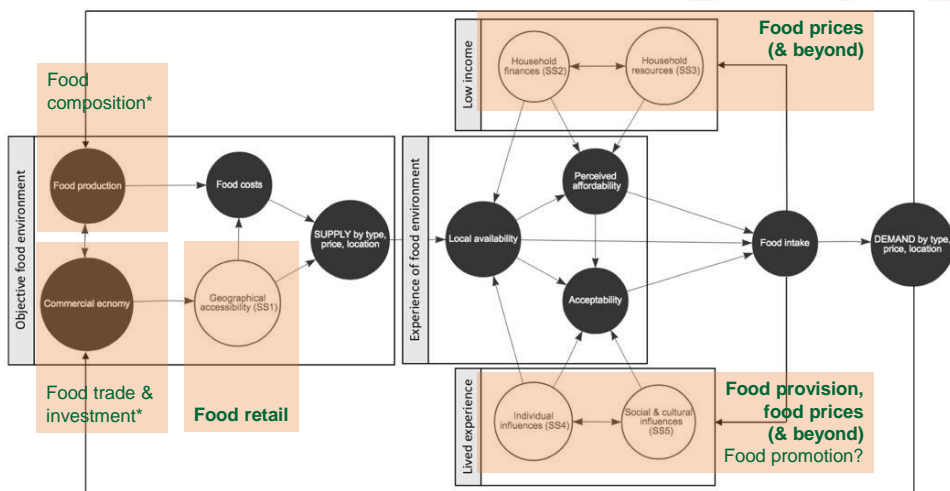 Food prices
(& beyond)
Low income
Household
finances (SS2)
Household
resources (SS3)
Food
composition*
Objective food environment
Food production
Food costs
SUPPLY by type,
price, location
Commercial enomy
Geographical
accessibility (SS1)
Food trade &
investment*
Food retail
Experience of food environment
Local availability
Perceived
affordability
Acceptability
Food intake
DEMAND by type,
price, location
Lived experience
Individual
influences (SS4)
Social & cultural
influences (SS5)
Food provision,
food prices
(& beyond)
Food promotion?